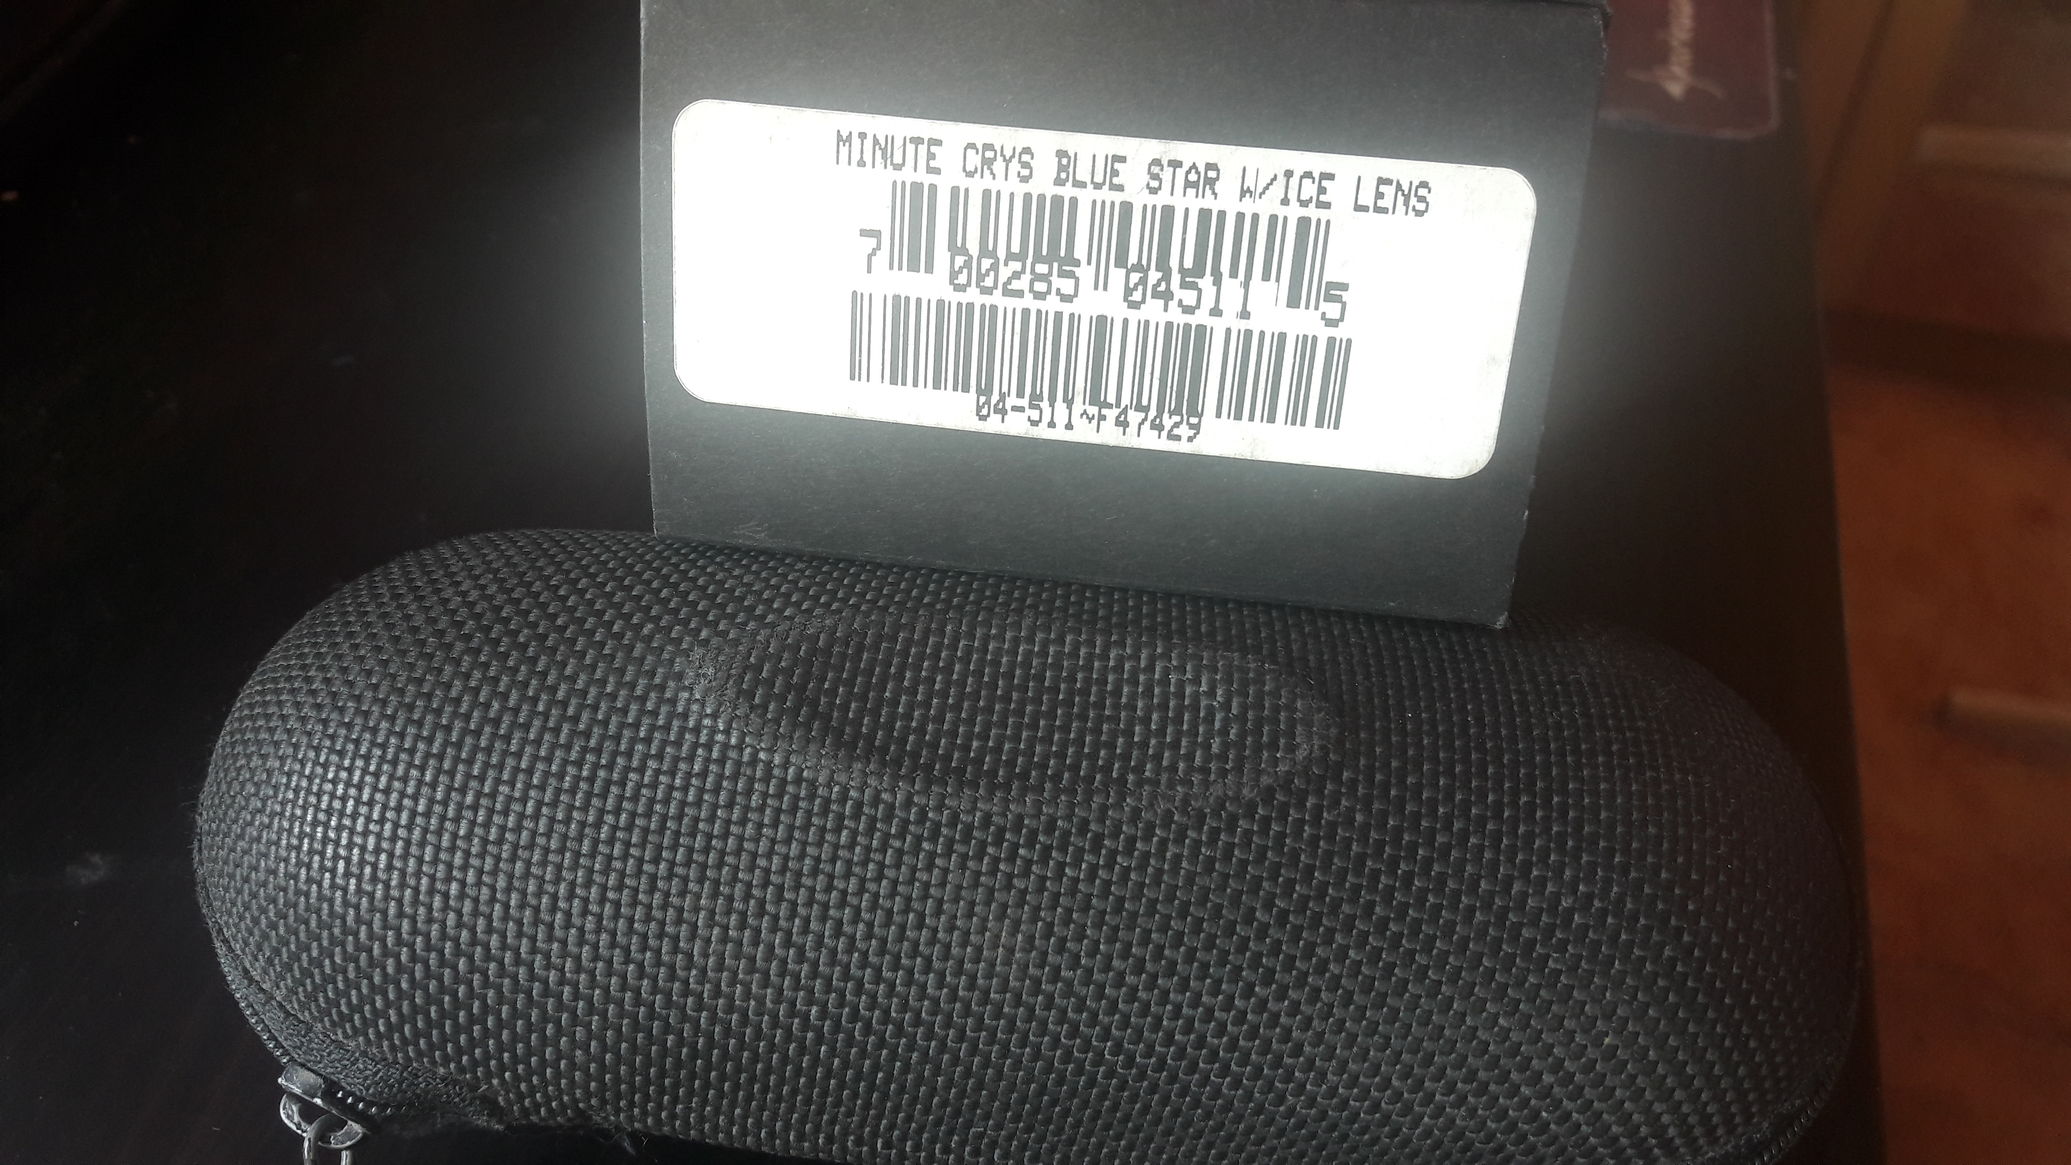 MINUTE CRYS BLUE STAR W/ICE LENS
7 00285 04511 5
04-511~F47429